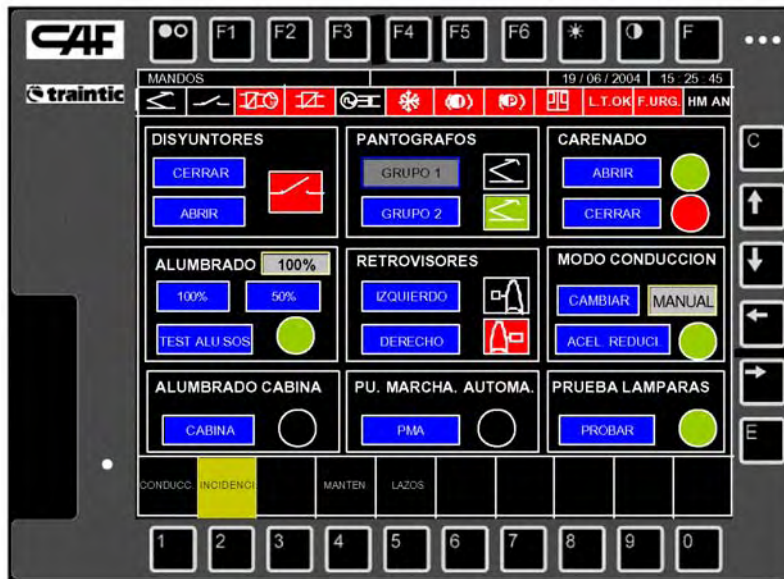 CAF
traintic
F1 F2 F3 F4 F5 F6 F
MANDOS 19 / 06 / 2004 15 : 25 : 45
L.T.OK F.URG. HM AN
DISYUNTORES
CERRAR
ABRIR
PANTOGRAFOS
GRUPO 1
GRUPO 2
CARENADO
ABRIR
CERRAR
ALUMBRADO 100%
100% 50%
TEST ALU.SOS
RETROVISORES
IZQUIERDO
DERECHO
MODO CONDUCCION
CAMBIAR MANUAL
ACEL. REDUCI.
ALUMBRADO CABINA
CABINA
PU. MARCHA. AUTOMA.
PMA
PRUEBA LAMPARAS
PROBAR
CONDUCC. INCIDENCI. MANTEN LAZOS
C
E
1 2 3 4 5 6 7 8 9 0